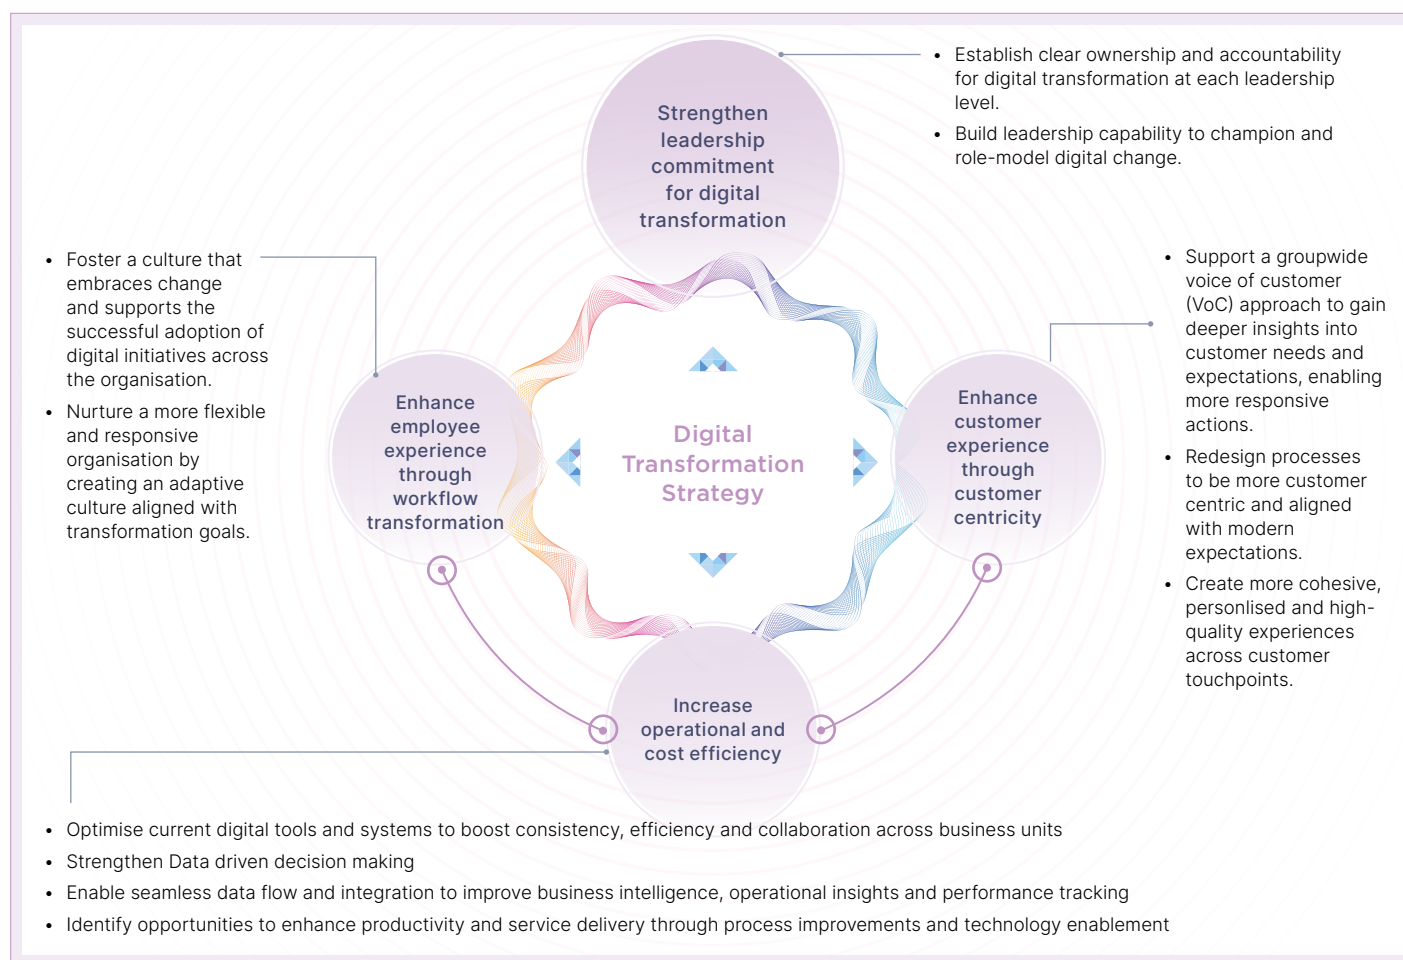 Strengthen
leadership
commitment
for digital
transformation
• Establish clear ownership and accountability
for digital transformation at each leadership
level.
• Build leadership capability to champion and
role-model digital change.
• Foster a culture that
embraces change
and supports the
successful adoption of
digital initiatives across
the organisation.
• Nurture a more flexible
and responsive
organisation by
creating an adaptive
culture aligned with
transformation goals.
Enhance
employee
experience
through
workflow
transformation
Digital
Transformation
Strategy
Enhance
customer
experience
through
customer
centricity
• Support a groupwide
voice of customer
(VoC) approach to gain
deeper insights into
customer needs and
expectations, enabling
more responsive
actions.
• Redesign processes
to be more customer
centric and aligned
with modern
expectations.
• Create more cohesive,
personlised and high-
quality experiences
across customer
touchpoints.
Increase
operational and
cost efficiency
• Optimise current digital tools and systems to boost consistency, efficiency and collaboration across business units
• Strengthen Data driven decision making
• Enable seamless data flow and integration to improve business intelligence, operational insights and performance tracking
• Identify opportunities to enhance productivity and service delivery through process improvements and technology enablement